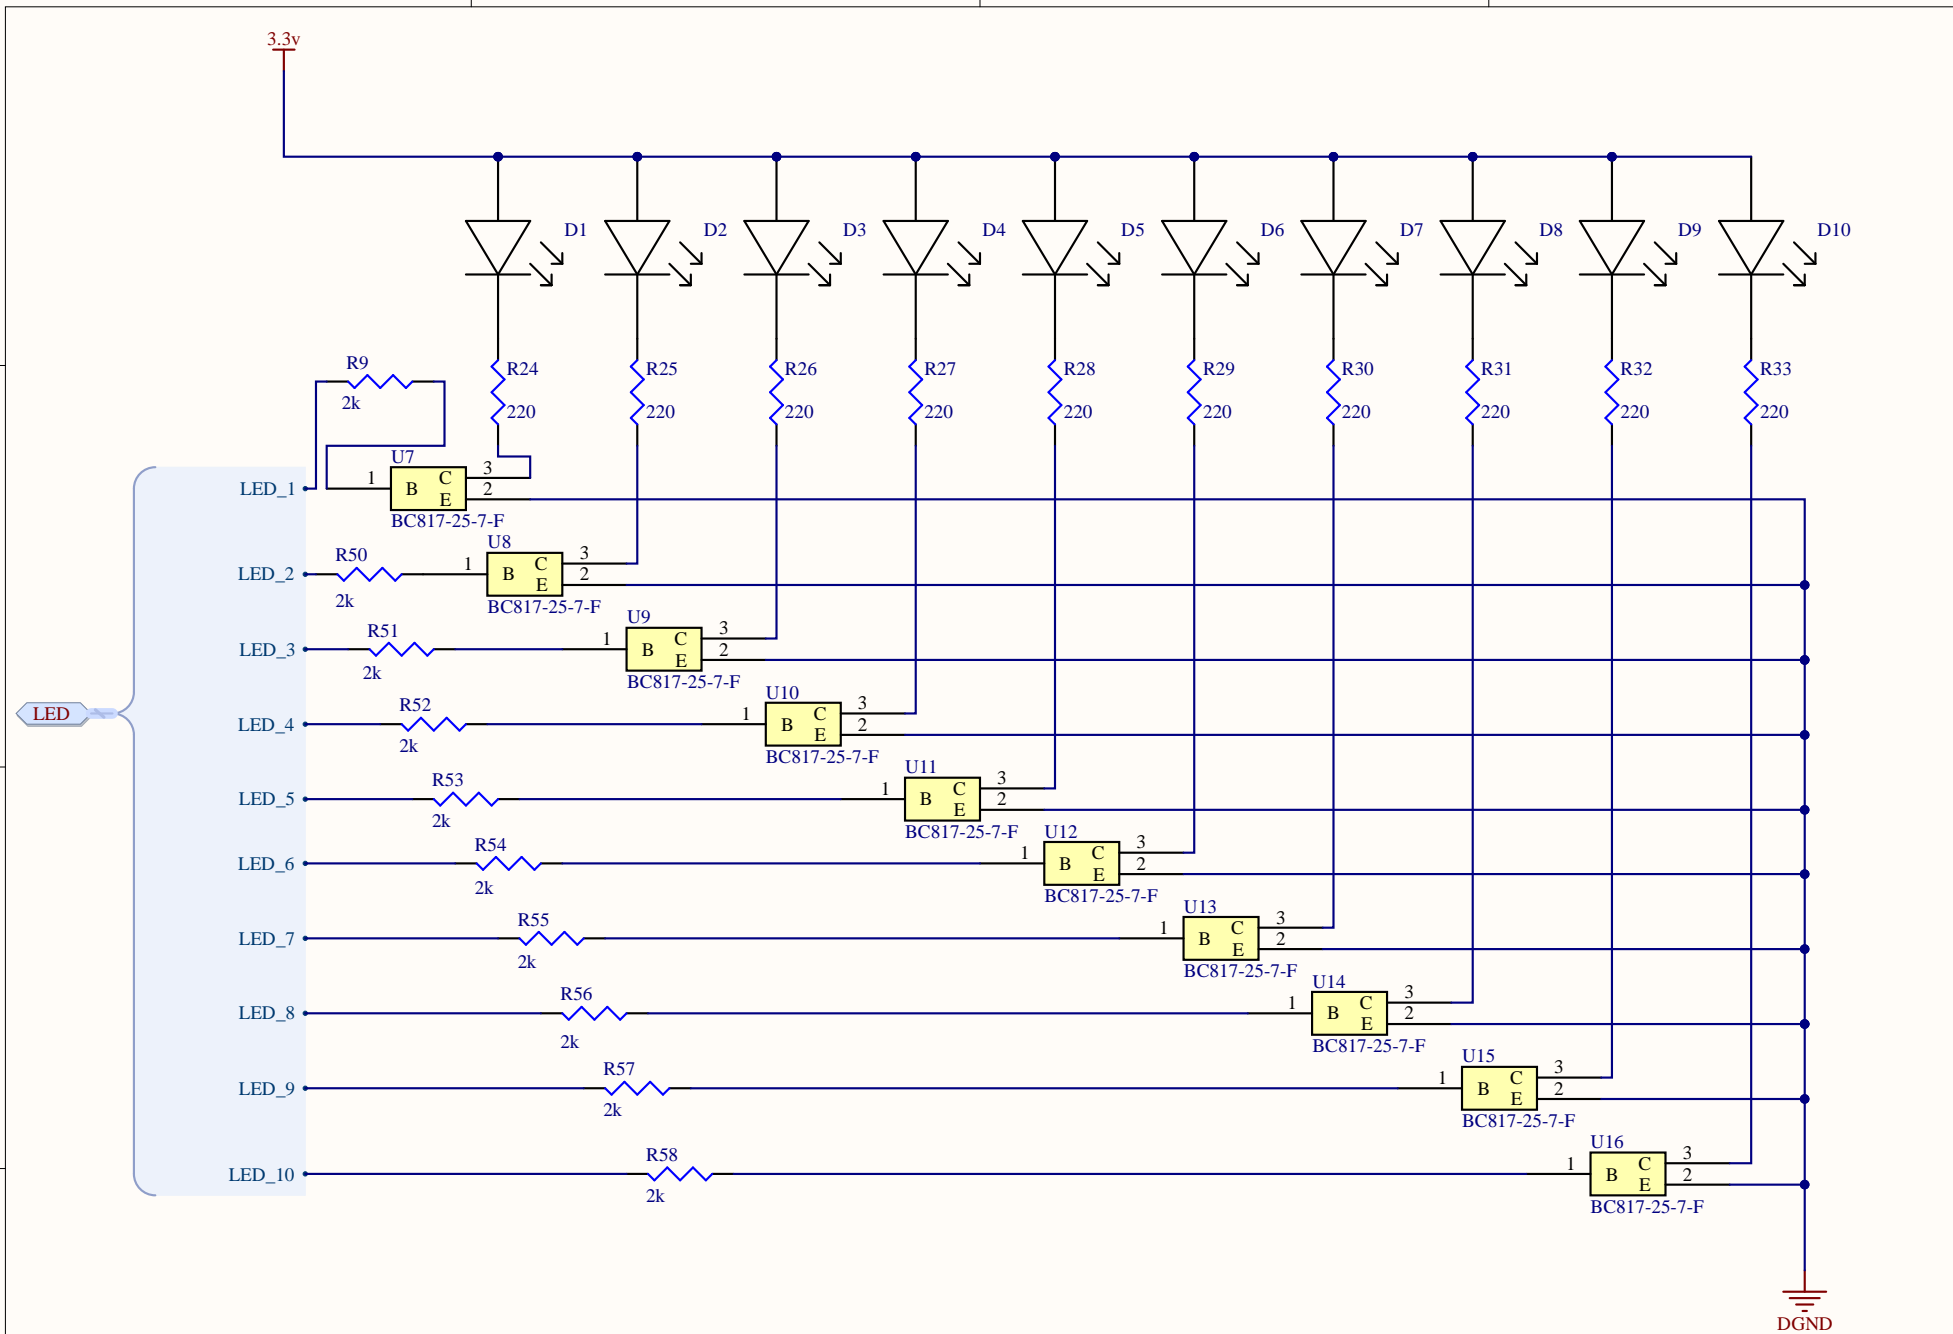 3.3v
D1 D2 D3 D4 D5 D6 D7 D8 D9 D10
R9 R24 R25 R26 R27 R28 R29 R30 R31 R32 R33
2k 220 220 220 220 220 220 220 220 220 220
U7
LED_1 1 B C 3
E 2
BC817-25-7-F
R50 U8
LED_2 1 B C 3
E 2
2k BC817-25-7-F
R51 U9
LED_3 1 B C 3
E 2
2k BC817-25-7-F
R52 U10
LED LED_4 1 B C 3
E 2
2k BC817-25-7-F
R53 U11
LED_5 1 B C 3
E 2
2k BC817-25-7-F
R54 U12
LED_6 1 B C 3
E 2
2k BC817-25-7-F
R55 U13
LED_7 1 B C 3
E 2
2k BC817-25-7-F
R56 U14
LED_8 1 B C 3
E 2
2k BC817-25-7-F
R57 U15
LED_9 1 B C 3
E 2
2k BC817-25-7-F
R58 U16
LED_10 1 B C 3
E 2
2k BC817-25-7-F
DGND